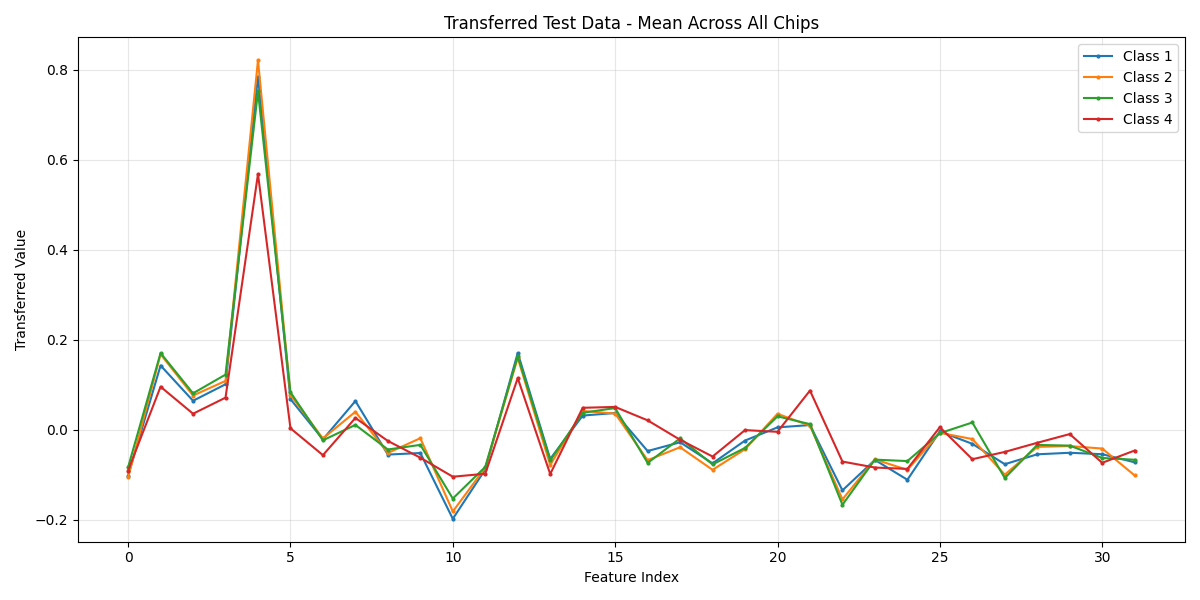 Transferred Test Data - Mean Across All Chips
Class 1
Class 2
Class 3
Class 4
Transferred Value
0.8
0.6
0.4
0.2
0.0
−0.2
0
5
10
15
20
25
30
Feature Index